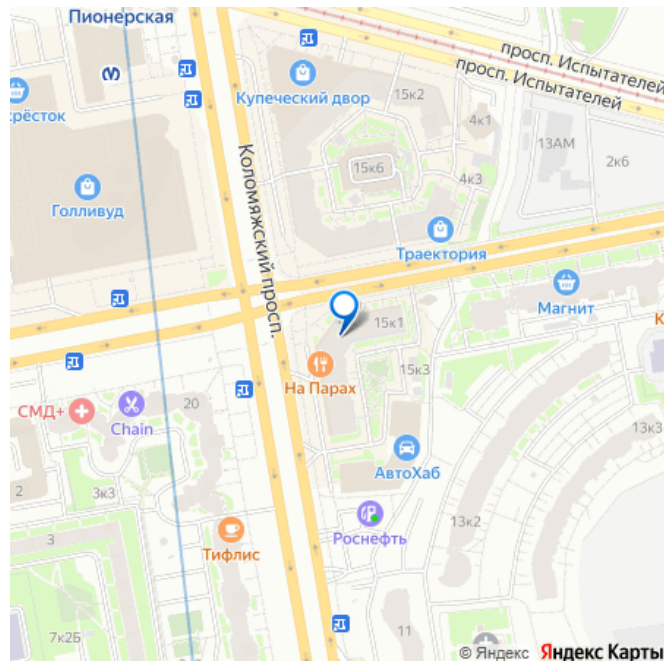 Пионерская
просп. Испытателей
просп. Испытателей
Купеческий двор
15к2
крёсток
4к1
13АМ
2к6
15к6
4к3
Голливуд
Коломяжский просп.
Траектория
Магнит
15к1
На Парах
15к3
К
СМД+
Chain
20
13к3
АвтоХаб
2
3к3
Роснефть
13к2
3
Тифлис
7к2Б
11
© Яндекс Яндекс Карты